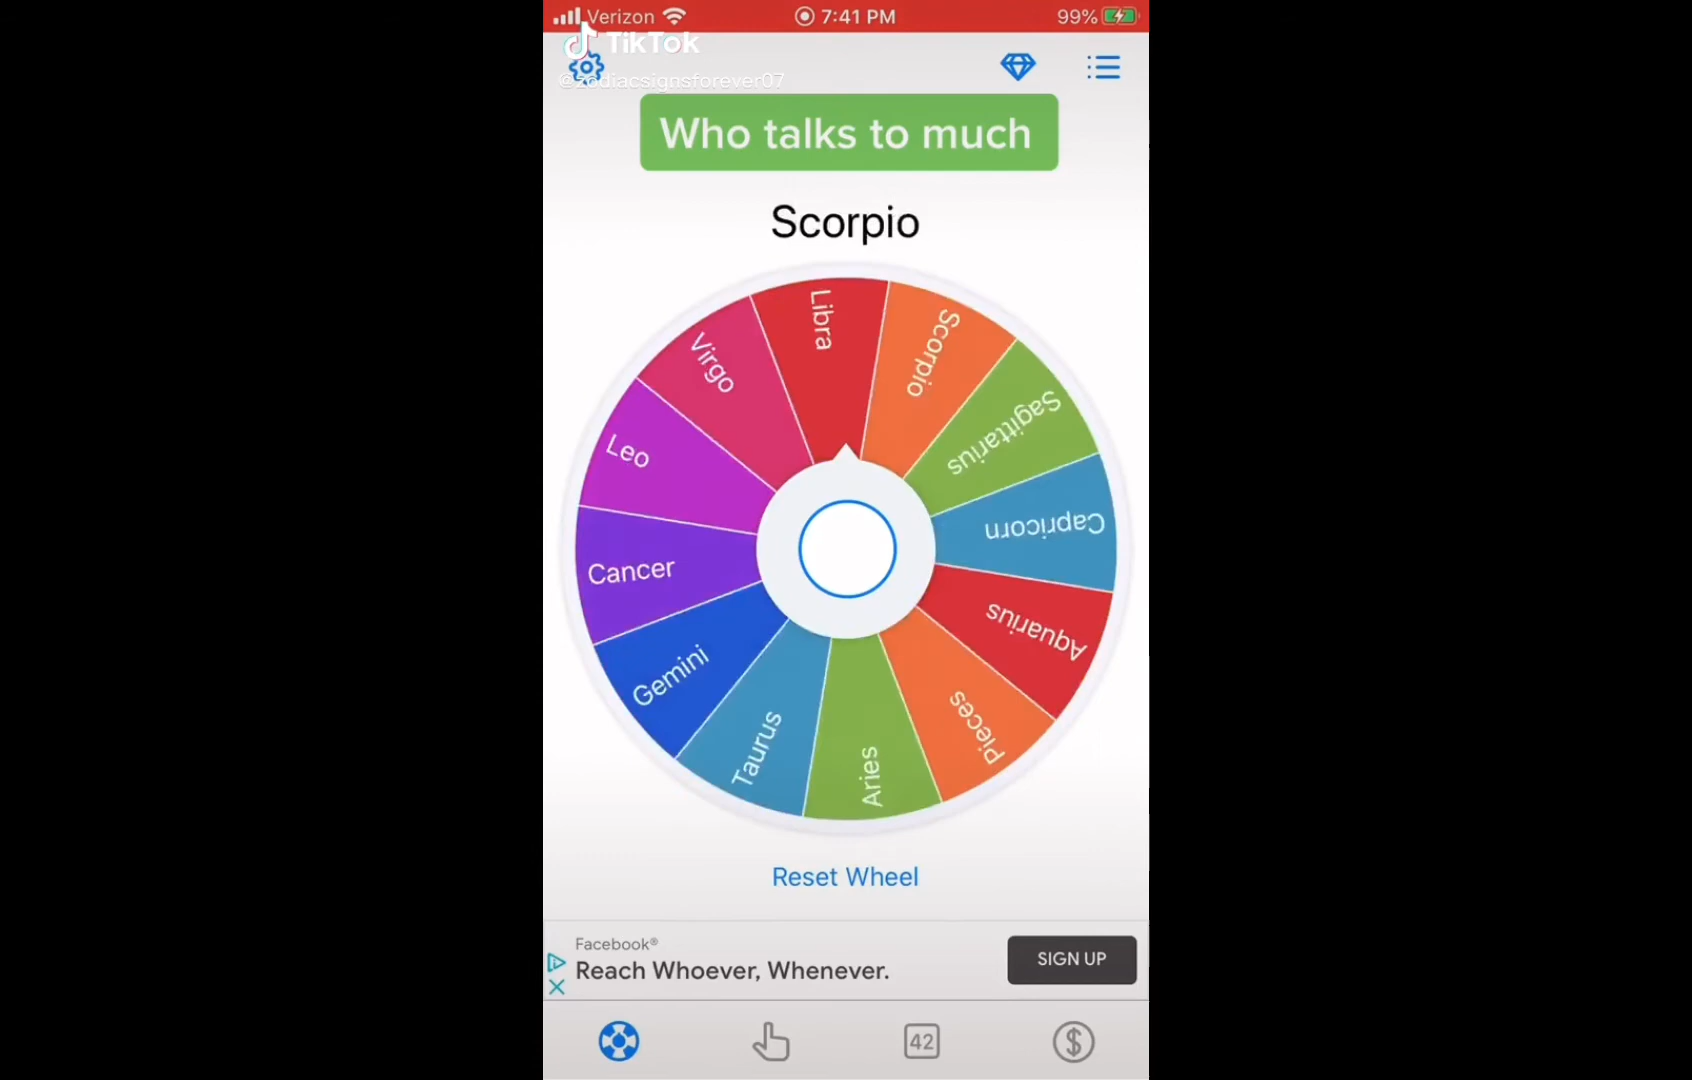 Verizon 7:41 PM 99%
TikTok
@zodiacsignsforever07
Who talks to much
Scorpio
Libra
Scorpio
Sagittarius
Capricorn
Aquarius
Pieces
Aries
Taurus
Gemini
Cancer
Leo
Virgo
Reset Wheel
Facebook®
Reach Whoever, Whenever.
SIGN UP
42
$